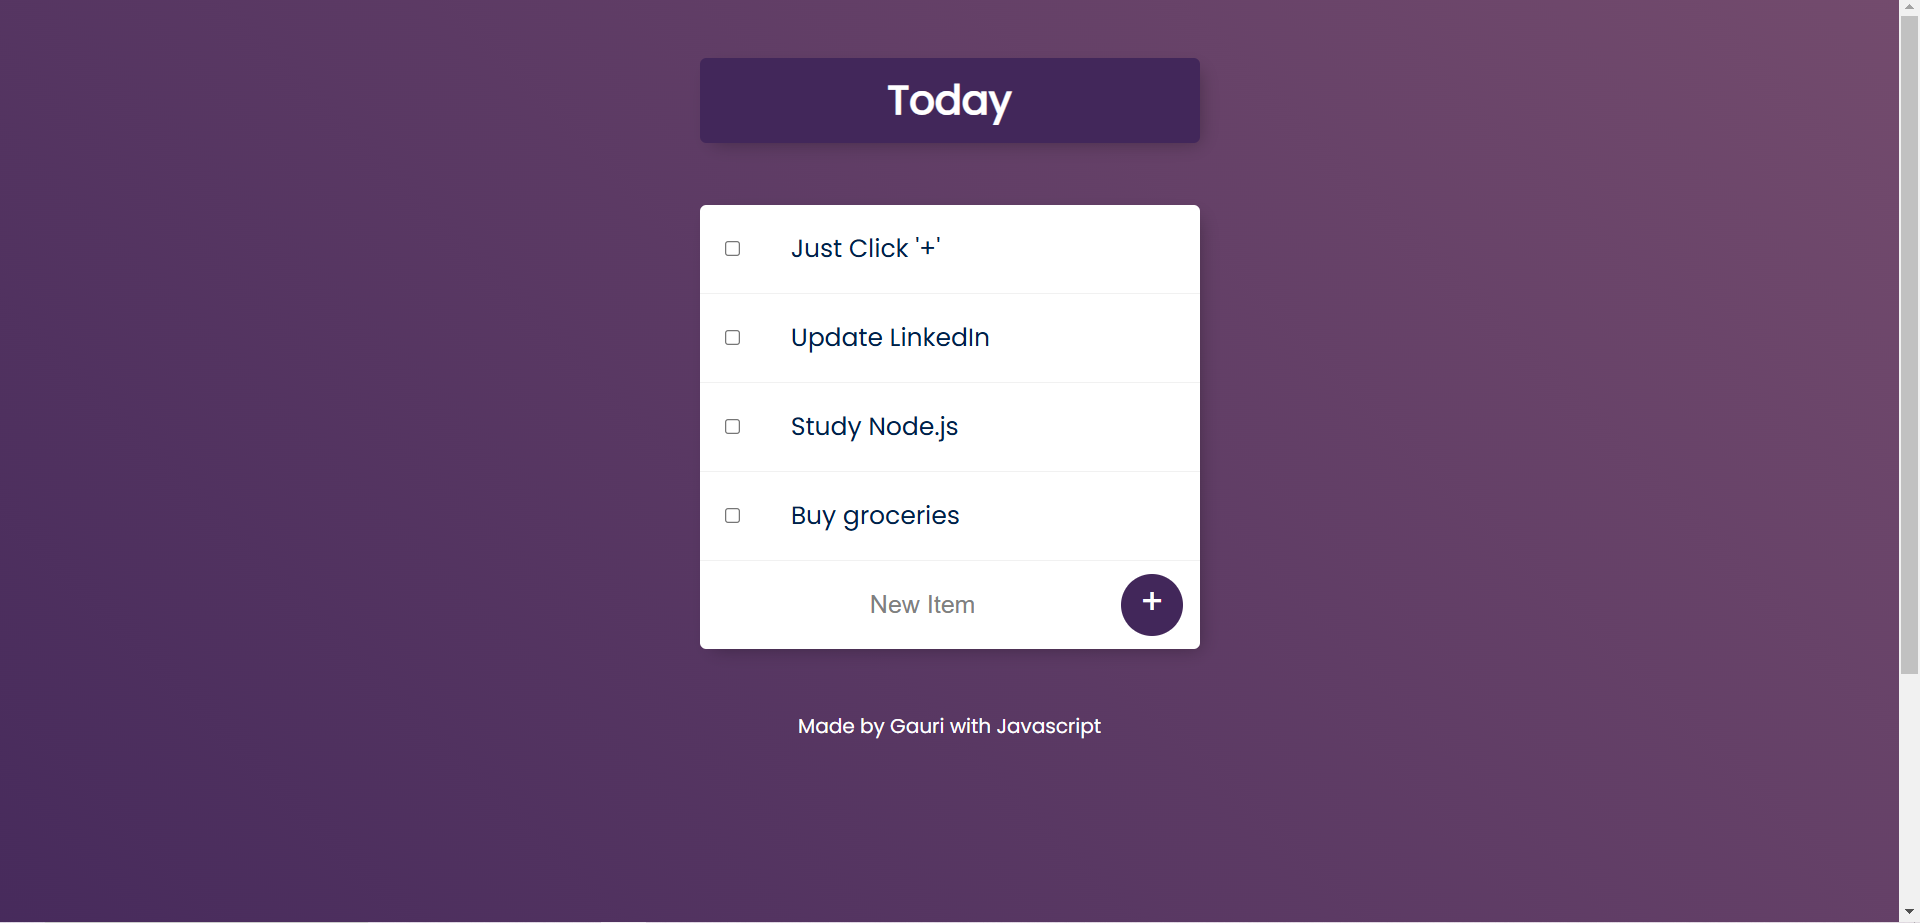 Today
Just Click '+'
Update LinkedIn
Study Node.js
Buy groceries
New Item
+
Made by Gauri with Javascript